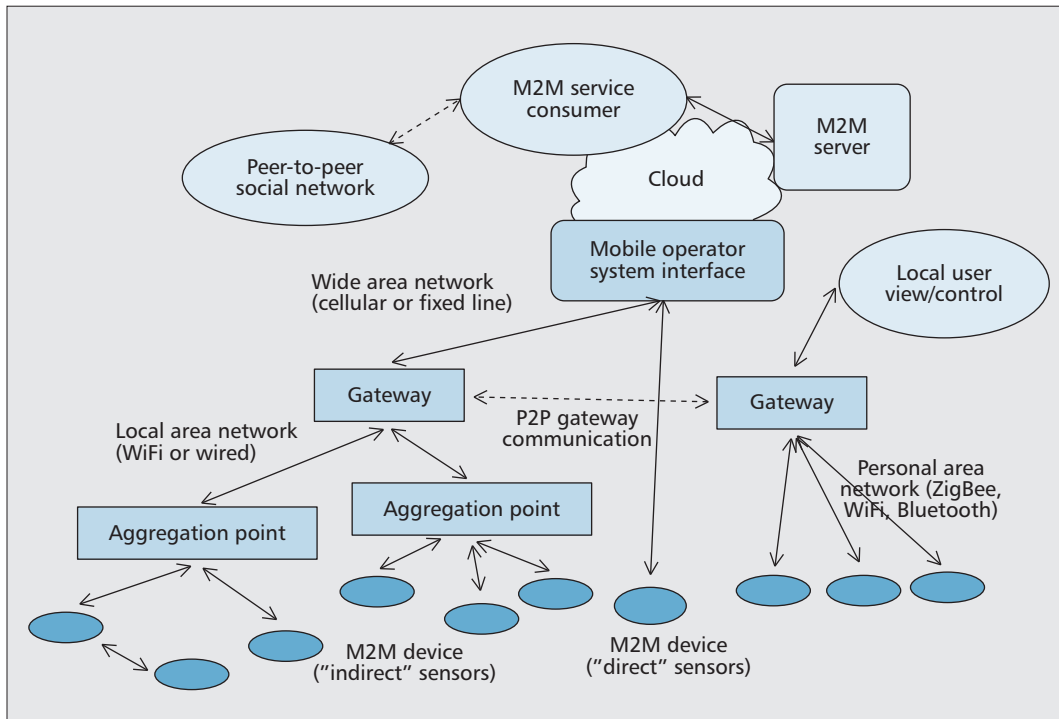 M2M service
consumer
M2M
server
Peer-to-peer
social network
Cloud
Mobile operator
system interface
Local user
view/control
Wide area network
(cellular or fixed line)
Gateway
Gateway
P2P gateway
communication
Local area network
(WiFi or wired)
Personal area
network (ZigBee,
WiFi, Bluetooth)
Aggregation point
Aggregation point
M2M device
(”indirect” sensors)
M2M device
(”direct” sensors)